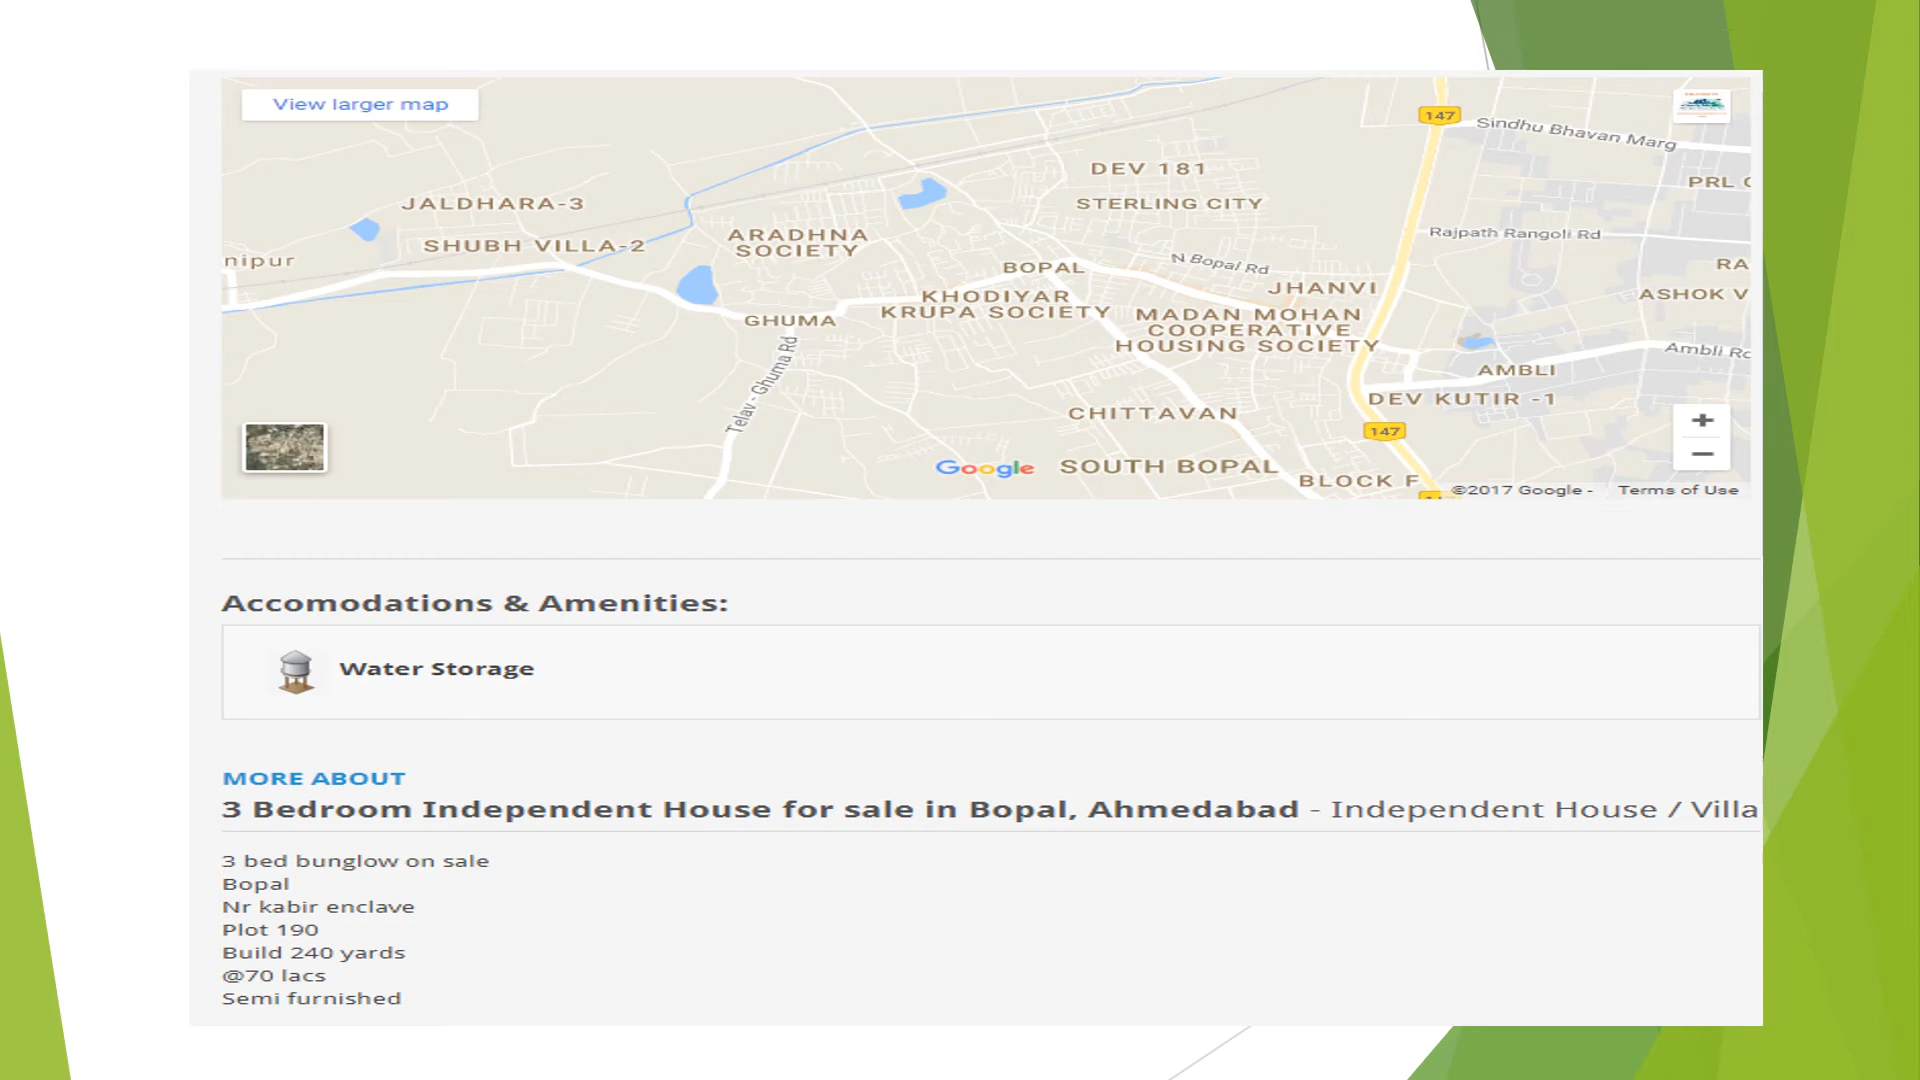 View larger map
147
Sindhu Bhavan Marg
DEV 181
PRL
JALDHARA-3
STERLING CITY
SHUBH VILLA-2
ARADHNA
SOCIETY
Rajpath Rangoli Rd
nipur
BOPAL
N Bopal Rd
RA
JHANVI
ASHOK V
KHODIYAR
KRUPA SOCIETY
MADAN MOHAN
COOPERATIVE
HOUSING SOCIETY
GHUMA
Telav - Ghuma Rd
Ambli Rd
AMBLI
DEV KUTIR -1
CHITTAVAN
147
Google
SOUTH BOPAL
BLOCK F
©2017 Google -
Terms of Use
Accomodations & Amenities:
Water Storage
MORE ABOUT
3 Bedroom Independent House for sale in Bopal, Ahmedabad - Independent House / Villa
3 bed bunglow on sale
Bopal
Nr kabir enclave
Plot 190
Build 240 yards
@70 lacs
Semi furnished